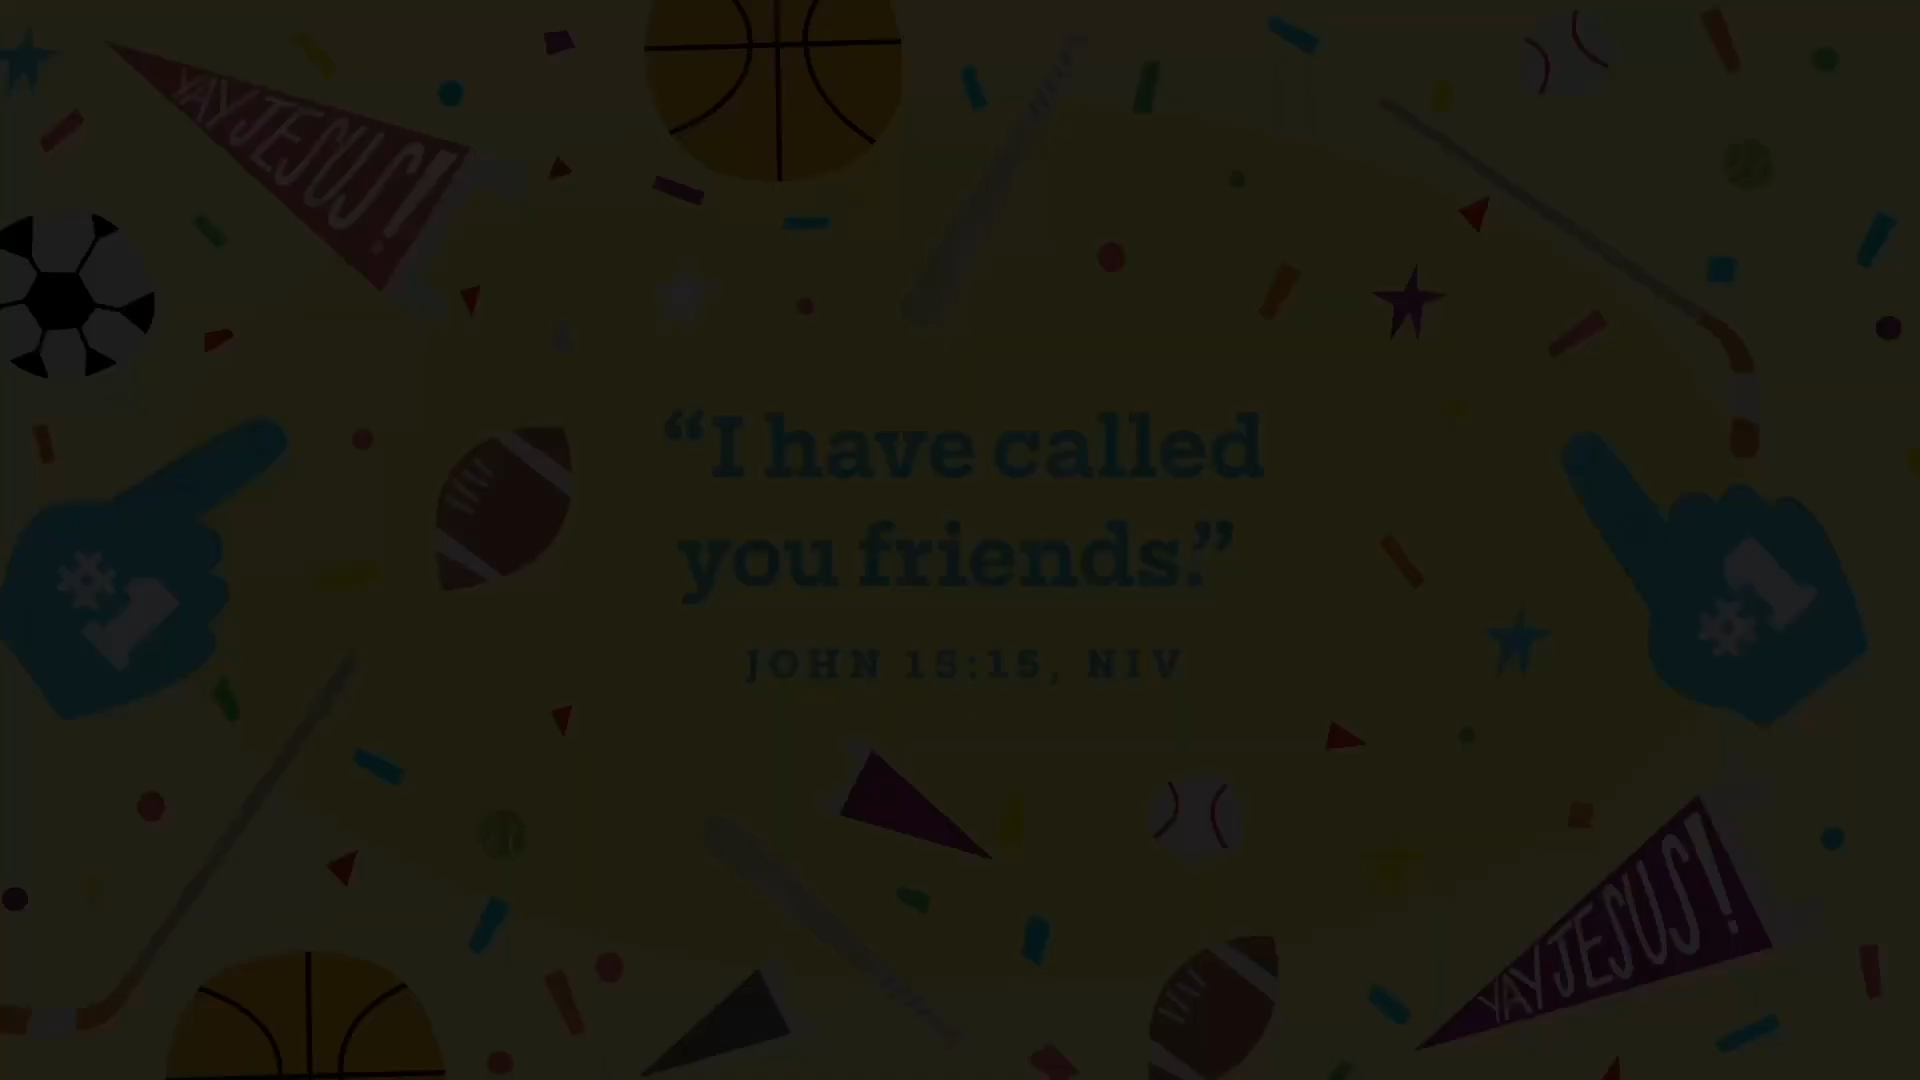 YAY JESUS!
“I have called
you friends.”
JOHN 15:15, NIV
#1
#1
YAY JESUS!